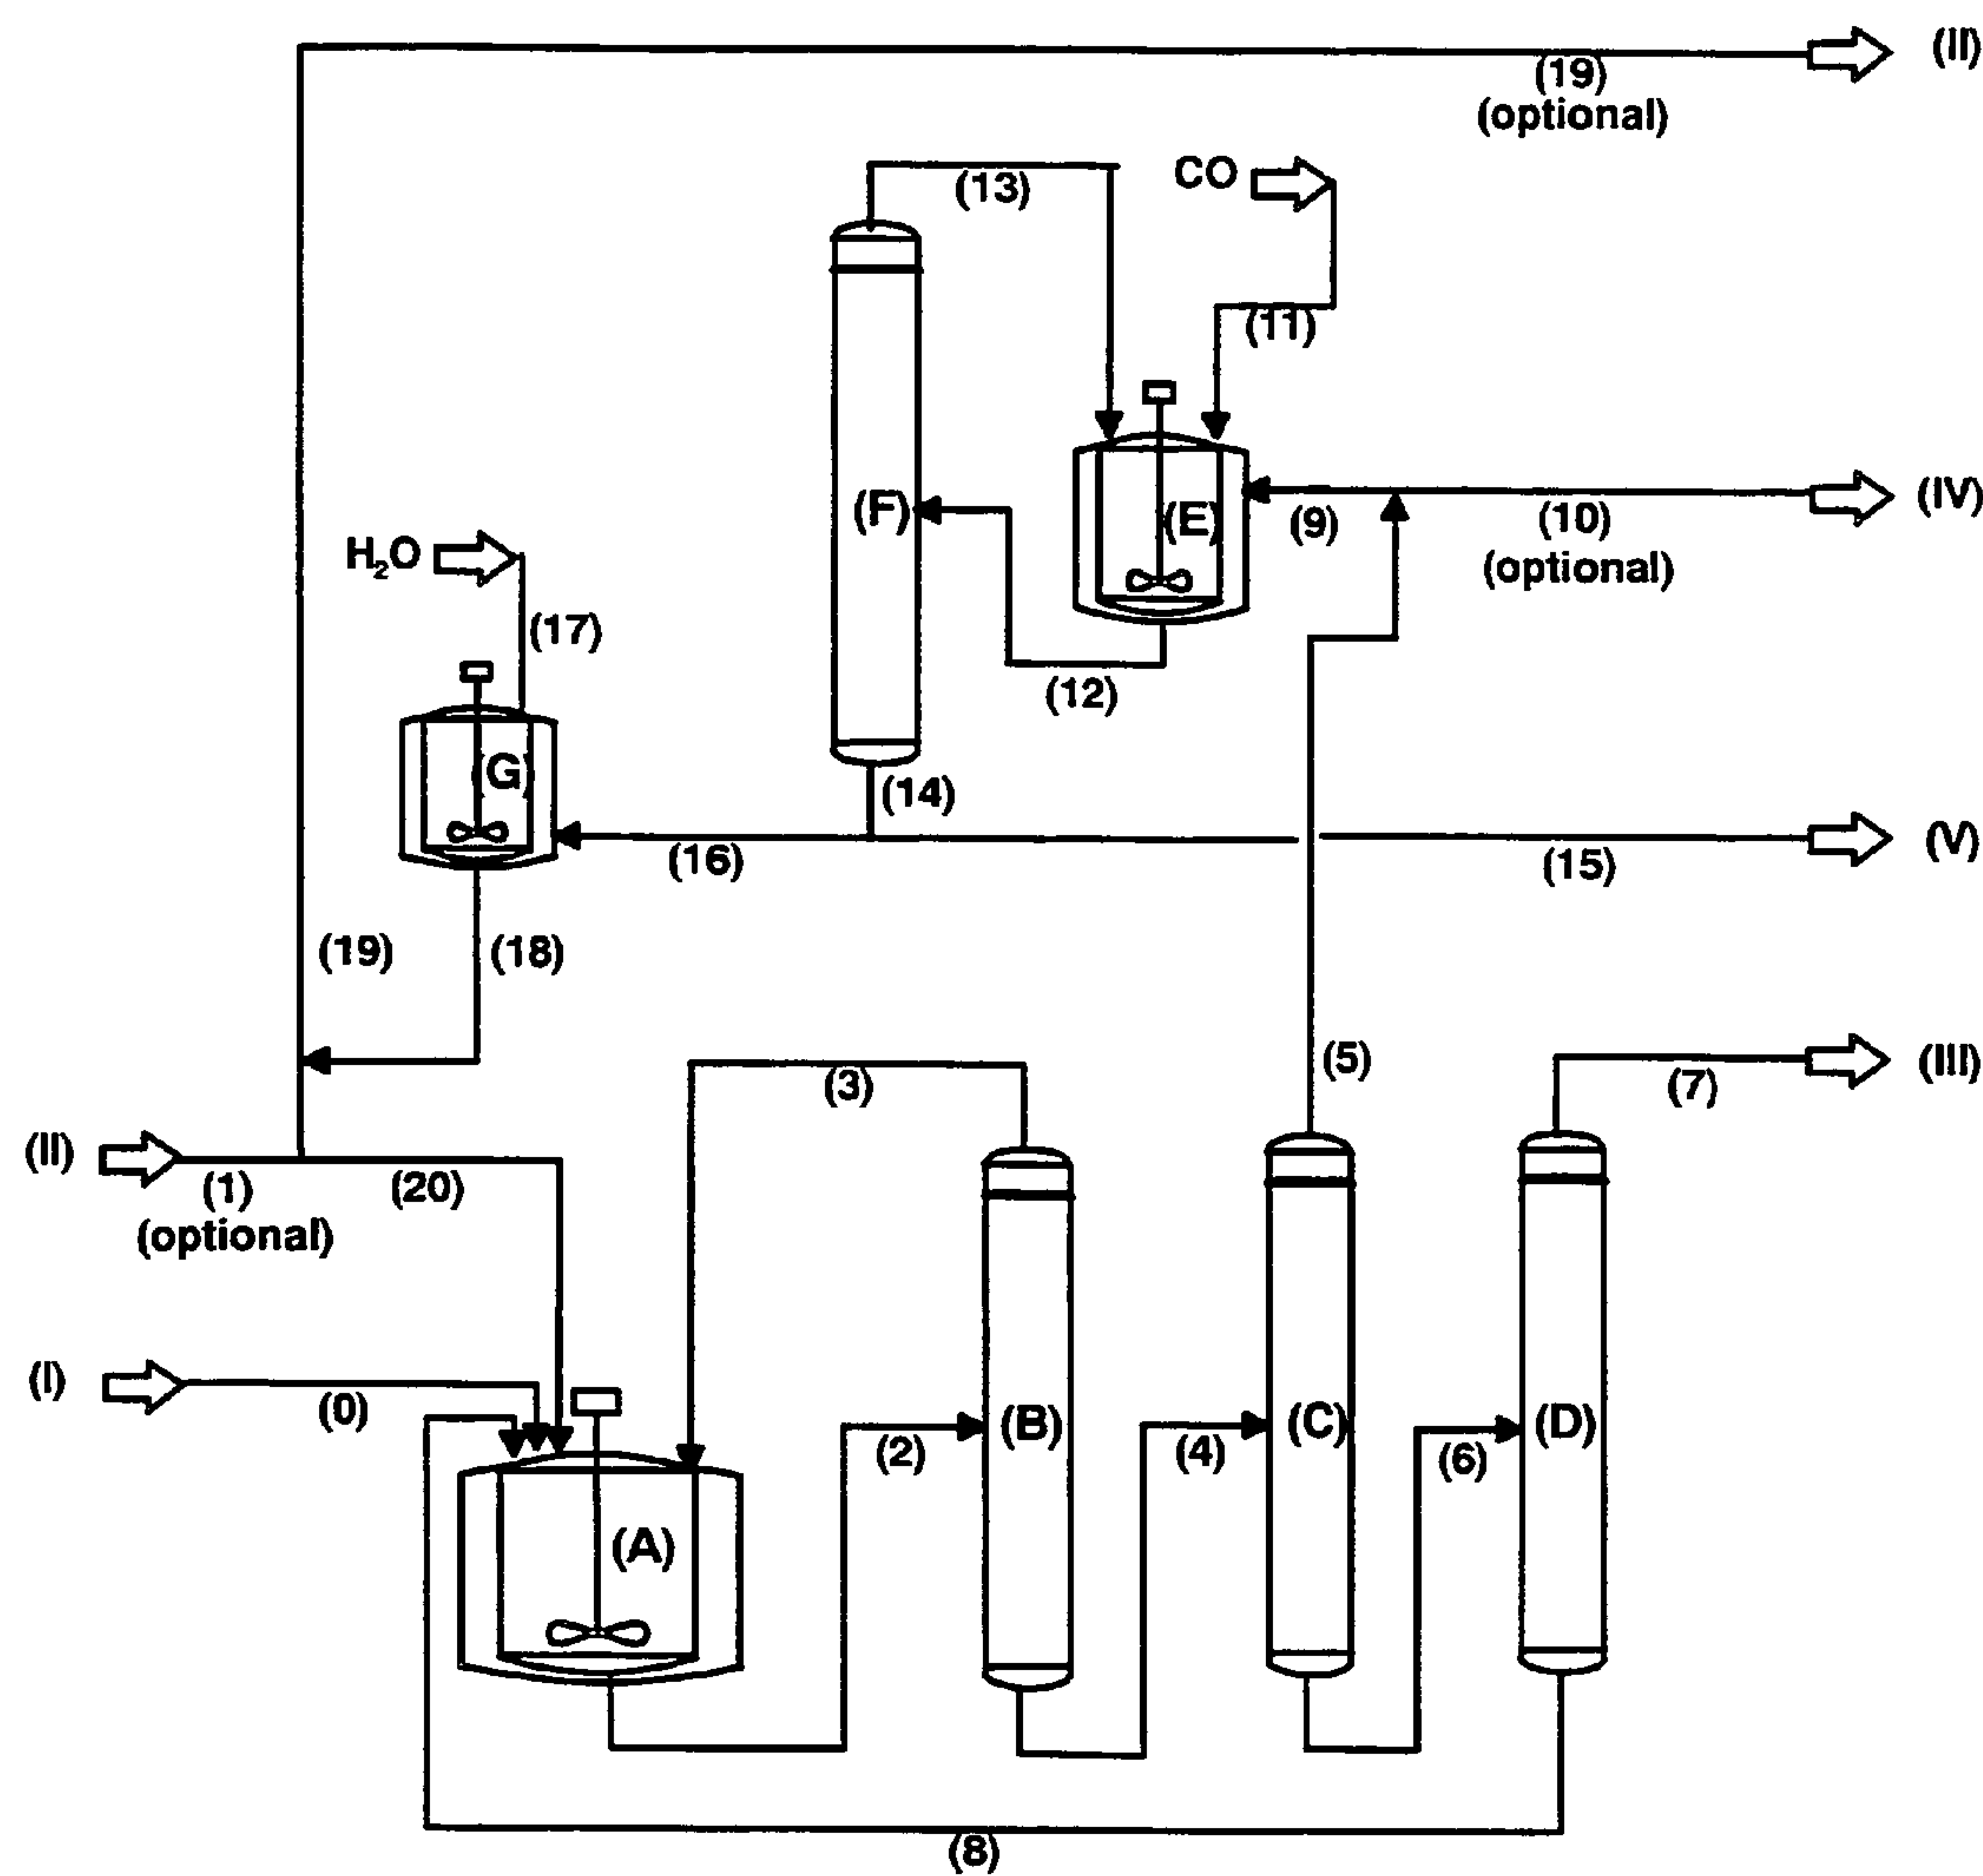 (II)
(19)
(optional)
(13)
CO
(11)
(IV)
(F)
(E)
(9)
(10)
(optional)
H₂O
(17)
(12)
(G)
(14)
(V)
(16)
(15)
(19)
(18)
(5)
(III)
(3)
(7)
(II)
(1)
(20)
(optional)
(I)
(0)
(B)
(C)
(D)
(2)
(4)
(6)
(A)
(8)